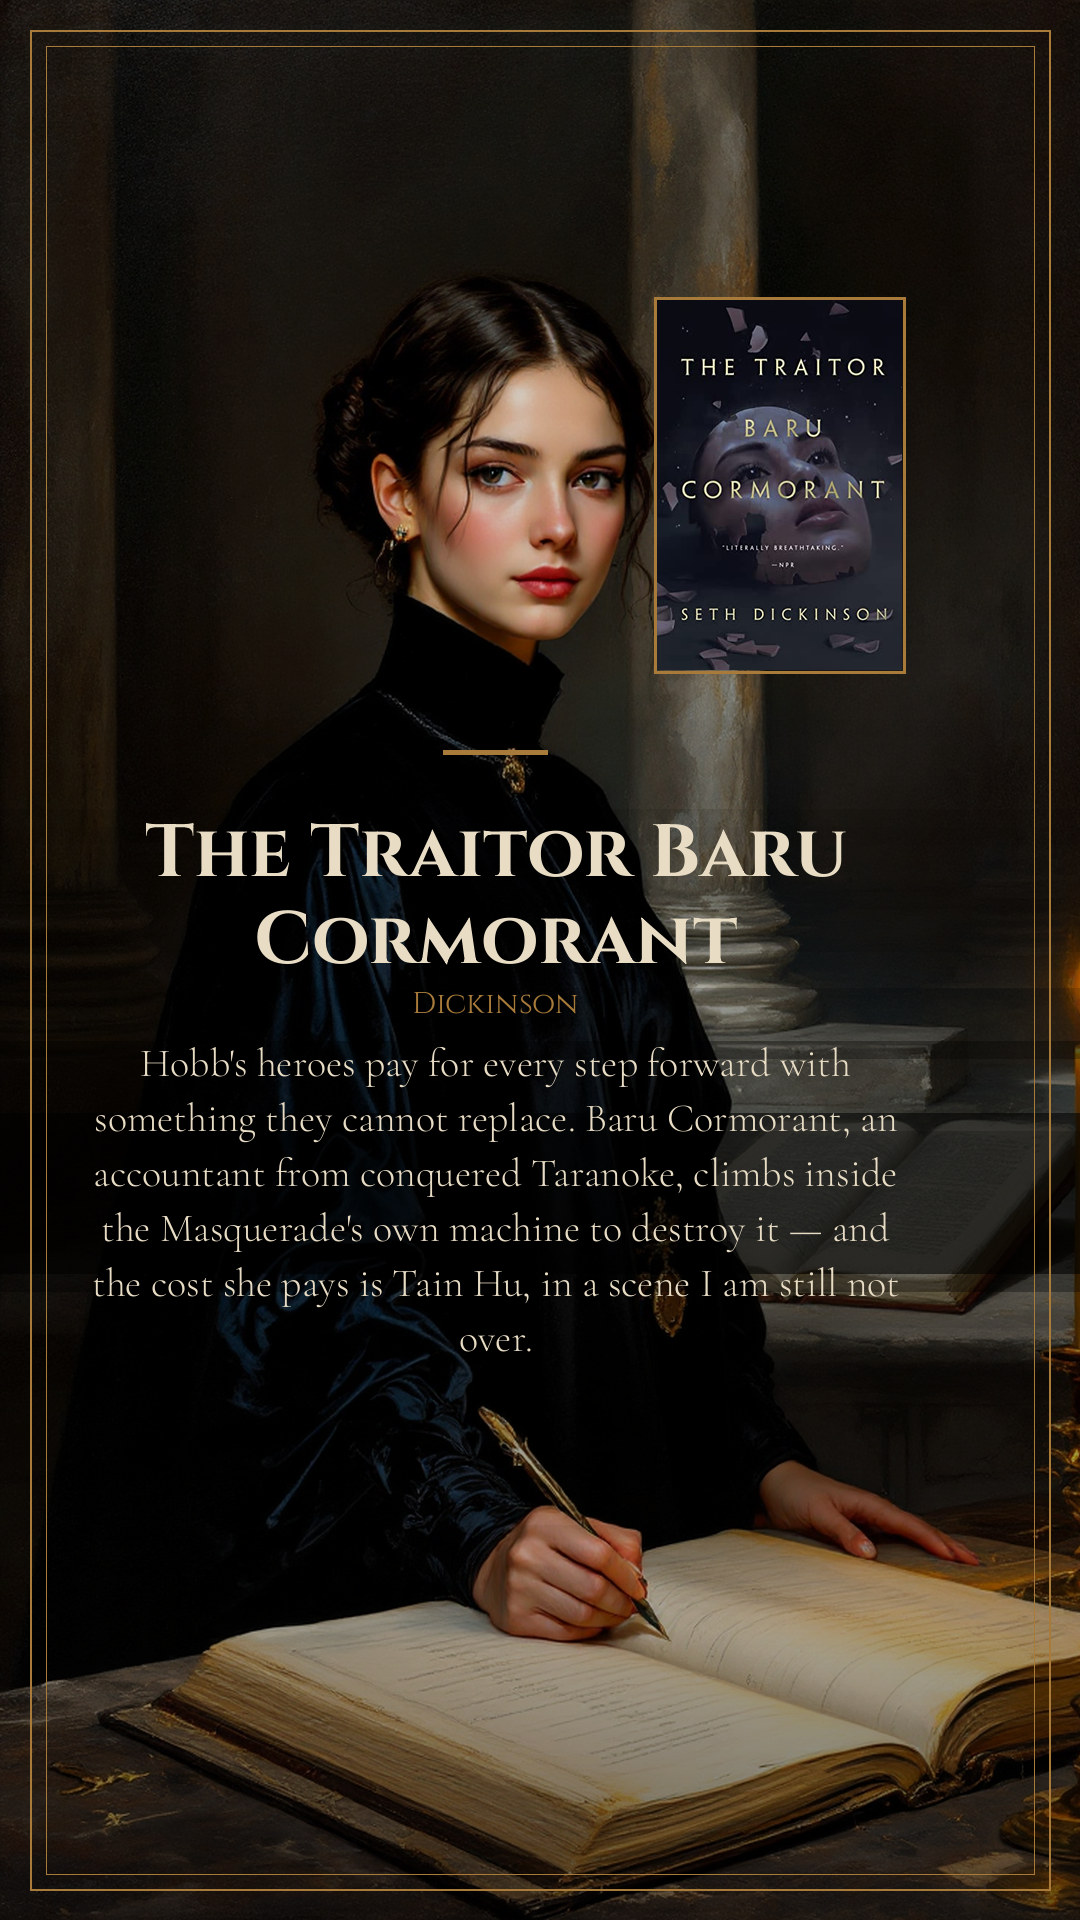 THE TRAITOR
BARU
CORMORANT
"LITERALLY BREATHTAKING."
—NPR
SETH DICKINSON
The Traitor Baru
Cormorant
Dickinson
Hobb's heroes pay for every step forward with
something they cannot replace. Baru Cormorant, an
accountant from conquered Taranoke, climbs inside
the Masquerade's own machine to destroy it — and
the cost she pays is Tain Hu, in a scene I am still not
over.